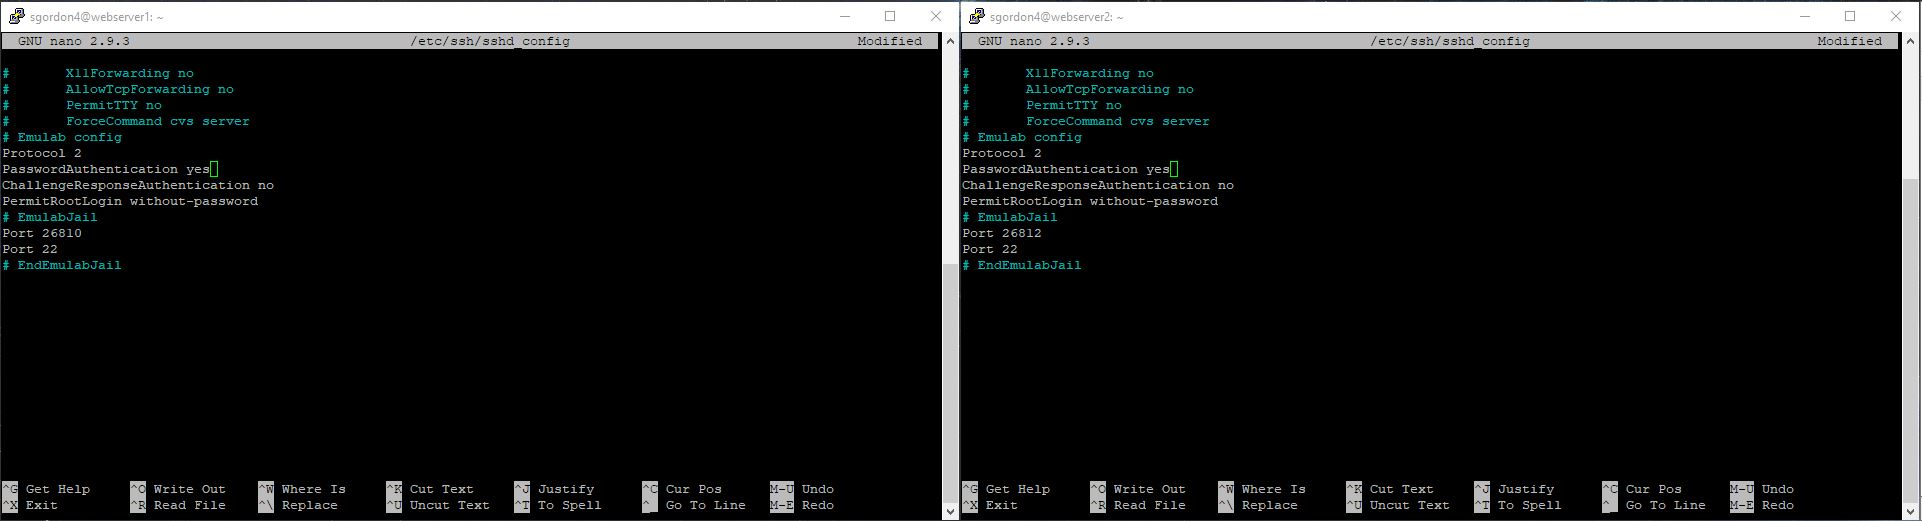 sgordon4@webserver1: ~
GNU nano 2.9.3 /etc/ssh/sshd_config Modified
# X11Forwarding no
# AllowTcpForwarding no
# PermitTTY no
# ForceCommand cvs server
# Emulab config
Protocol 2
PasswordAuthentication yes
ChallengeResponseAuthentication no
PermitRootLogin without-password
# EmulabJail
Port 26810
Port 22
# EndEmulabJail
^G Get Help ^O Write Out ^W Where Is ^K Cut Text ^J Justify ^C Cur Pos M-U Undo
^X Exit ^R Read File ^\ Replace ^U Uncut Text ^T To Spell ^_ Go To Line M-E Redo
sgordon4@webserver2: ~
GNU nano 2.9.3 /etc/ssh/sshd_config Modified
# X11Forwarding no
# AllowTcpForwarding no
# PermitTTY no
# ForceCommand cvs server
# Emulab config
Protocol 2
PasswordAuthentication yes
ChallengeResponseAuthentication no
PermitRootLogin without-password
# EmulabJail
Port 26812
Port 22
# EndEmulabJail
^G Get Help ^O Write Out ^W Where Is ^K Cut Text ^J Justify ^C Cur Pos M-U Undo
^X Exit ^R Read File ^\ Replace ^U Uncut Text ^T To Spell ^_ Go To Line M-E Redo